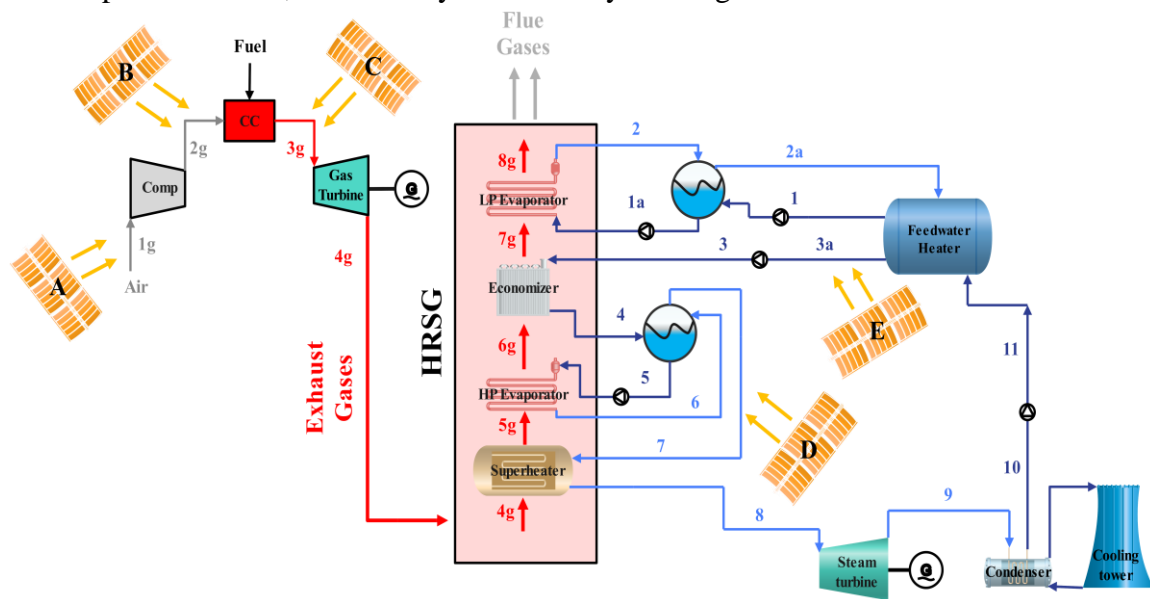 Flue
Gases
B
Fuel
C
CC
2g
3g
Comp
Gas
Turbine
G
1g
Air
A
4g
Exhaust
Gases
HRSG
8g
LP Evaporator
7g
Economizer
6g
HP Evaporator
5g
Superheater
4g
2
2a
1a
1
3
3a
Feedwater
Heater
4
5
6
7
E
D
11
10
8
9
Steam
turbine
G
Condenser
Cooling
tower